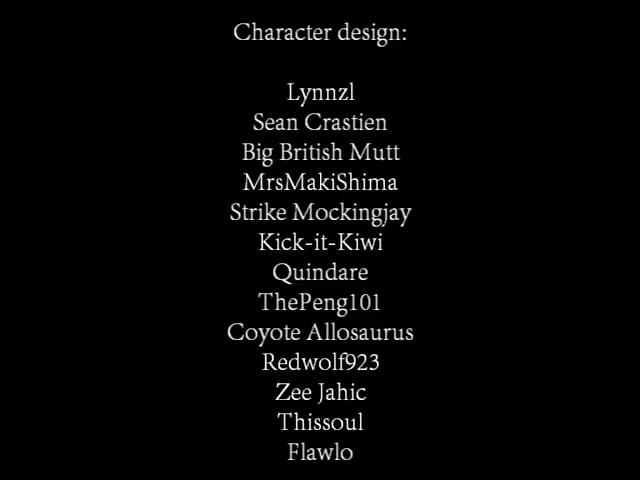 Character design:
Lynnzl
Sean Crastien
Big British Mutt
MrsMakiShima
Strike Mockingjay
Kick-it-Kiwi
Quindare
ThePeng101
Coyote Allosaurus
Redwolf923
Zee Jahic
Thissoul
Flawlo